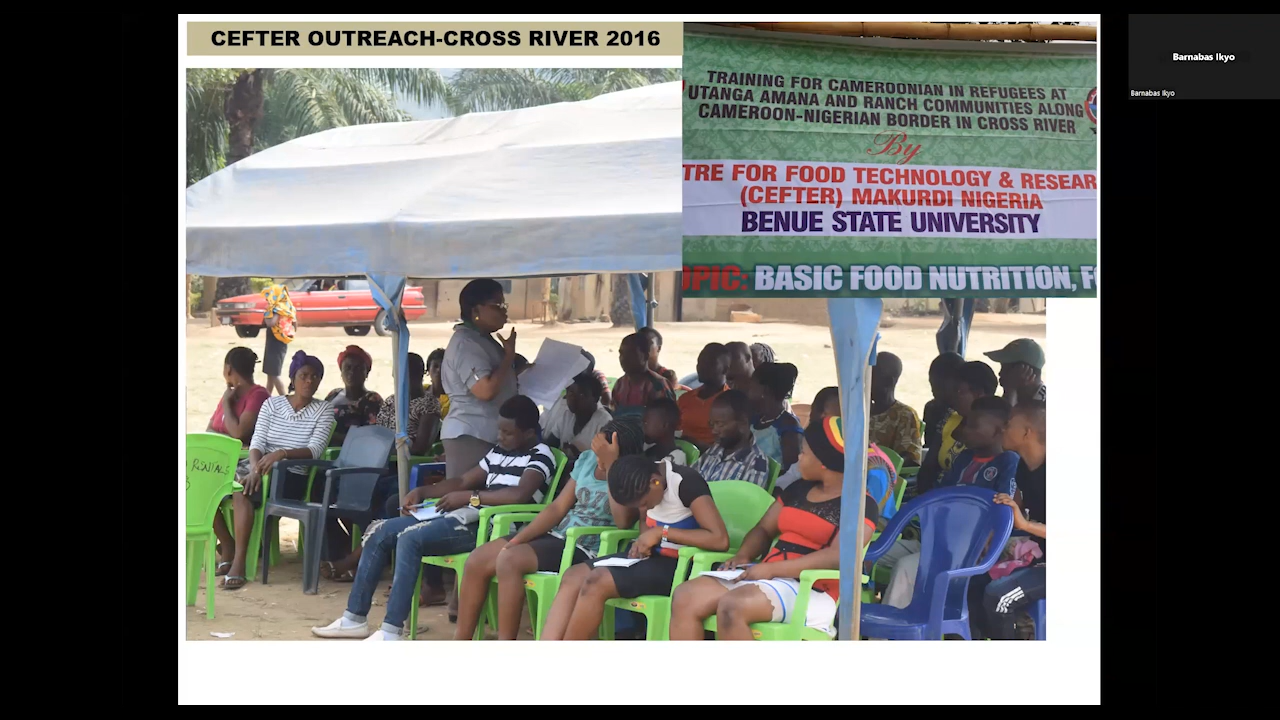 CEFTER OUTREACH-CROSS RIVER 2016
TRAINING FOR CAMEROONIAN IN REFUGEES AT
UTANGA AMANA AND RANCH COMMUNITIES ALONG
CAMEROON-NIGERIAN BORDER IN CROSS RIVER
By
TRE FOR FOOD TECHNOLOGY & RESEAR
(CEFTER) MAKURDI NIGERIA
BENUE STATE UNIVERSITY
OPIC: BASIC FOOD NUTRITION, F
RENTALS
Barnabas Ikyo
Barnabas Ikyo